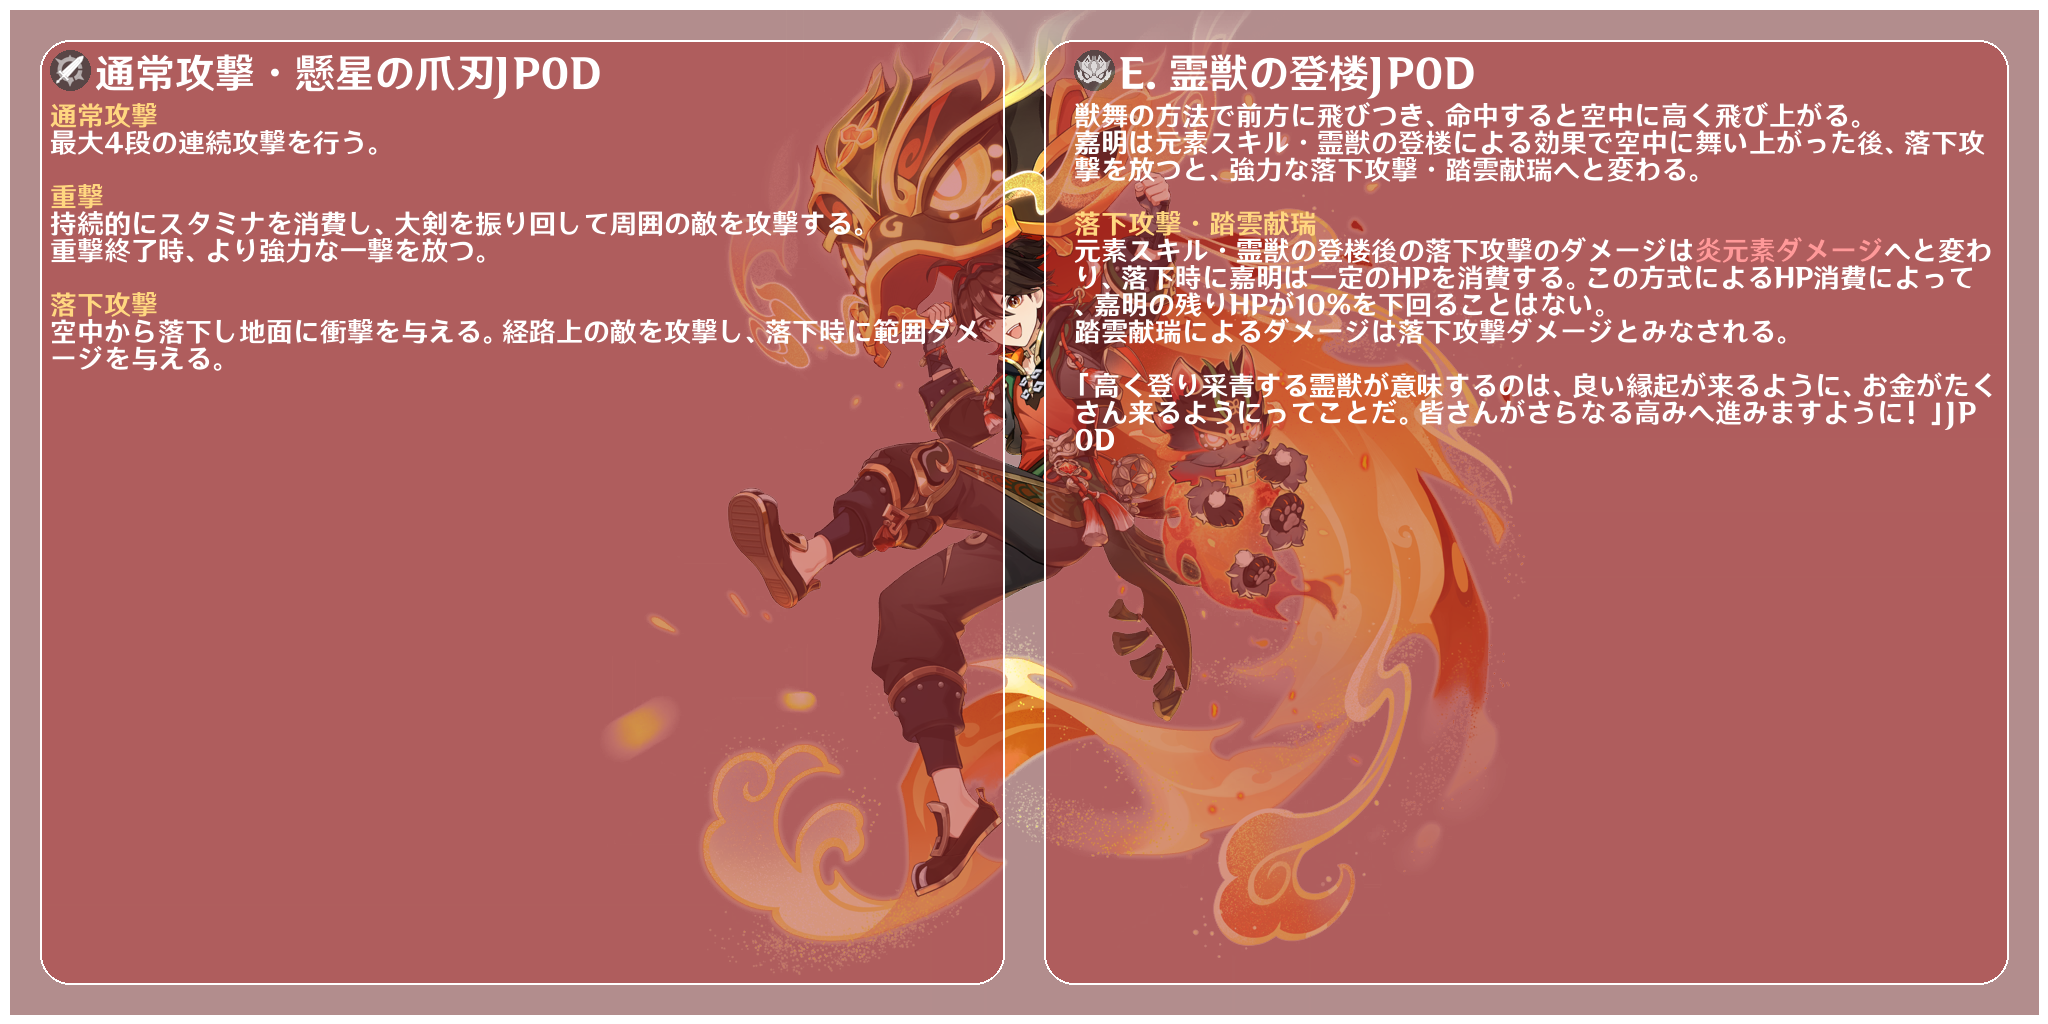 通常攻撃・懸星の爪刃JP0D
通常攻撃
最大4段の連続攻撃を行う。
重撃
持続的にスタミナを消費し、大剣を振り回して周囲の敵を攻撃する。
重撃終了時、より強力な一撃を放つ。
落下攻撃
空中から落下し地面に衝撃を与える。経路上の敵を攻撃し、落下時に範囲ダメ
ージを与える。
E. 霊獣の登楼JP0D
獣舞の方法で前方に飛びつき、命中すると空中に高く飛び上がる。
嘉明は元素スキル・霊獣の登楼による効果で空中に舞い上がった後、落下攻
撃を放つと、強力な落下攻撃・踏雲献瑞へと変わる。
落下攻撃・踏雲献瑞
元素スキル・霊獣の登楼後の落下攻撃のダメージは炎元素ダメージへと変わ
り、落下時に嘉明は一定のHPを消費する。この方式によるHP消費によって
、嘉明の残りHPが10%を下回ることはない。
踏雲献瑞によるダメージは落下攻撃ダメージとみなされる。
「高く登り采青する霊獣が意味するのは、良い縁起が来るように、お金がたく
さん来るようにってことだ。皆さんがさらなる高みへ進みますように！」JP
0D